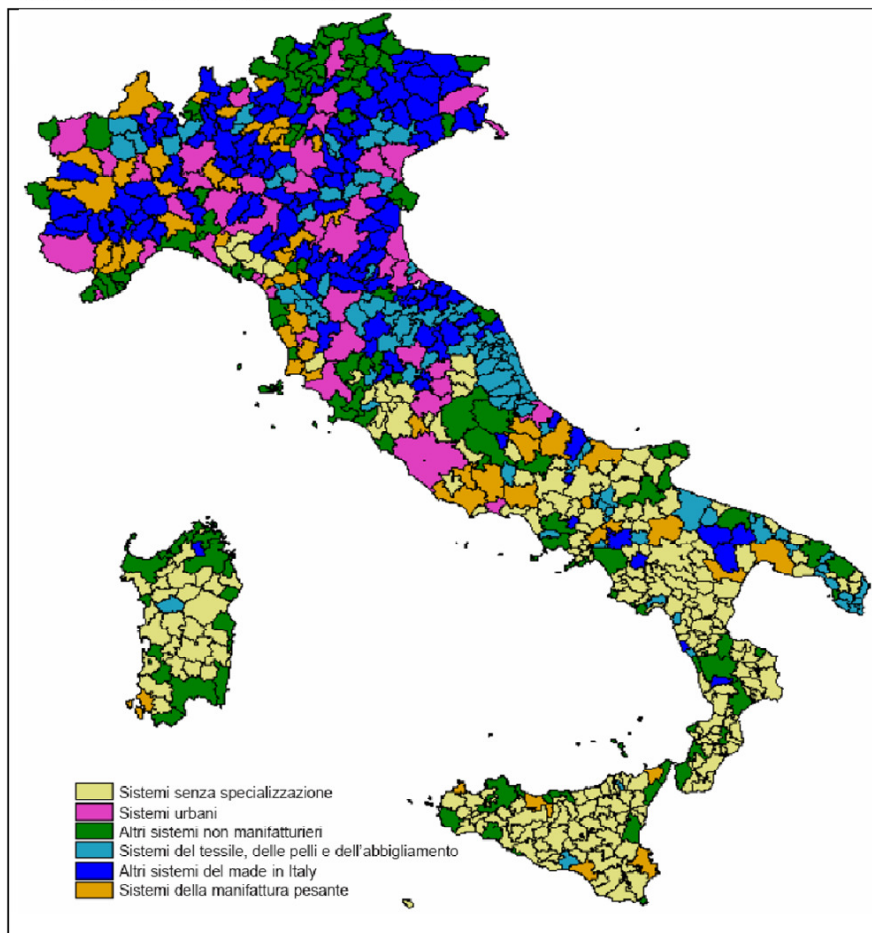 Sistemi senza specializzazione
Sistemi urbani
Altri sistemi non manifatturieri
Sistemi del tessile, delle pelli e dell'abbigliamento
Altri sistemi del made in Italy
Sistemi della manifattura pesante